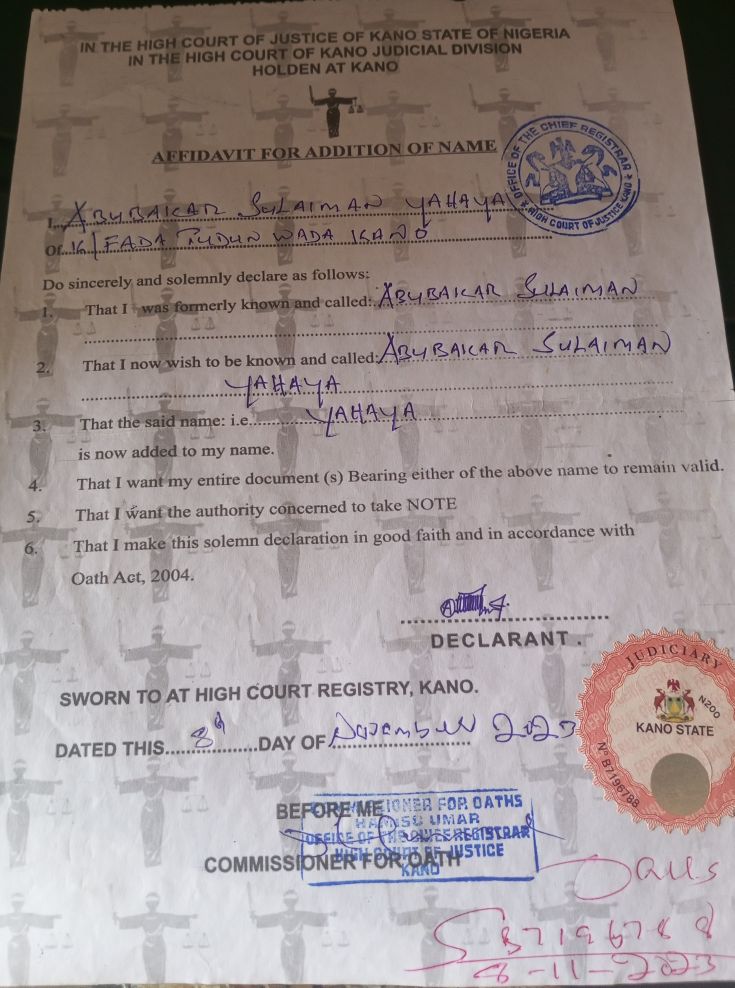 IN THE HIGH COURT OF JUSTICE OF KANO STATE OF NIGERIA
IN THE HIGH COURT OF KANO JUDICIAL DIVISION
HOLDEN AT KANO
AFFIDAVIT FOR ADDITION OF NAME
OFFICE OF THE CHIEF REGISTRAR
HIGH COURT OF JUSTICE KANO
I. ABUBAKAR SULAIMAN YAHAYA
Of. 16/FADA TUDUN WADA KANO
Do sincerely and solemnly declare as follows:
1. That I was formerly known and called: ABUBAKAR SULAIMAN
2. That I now wish to be known and called: ABUBAKAR SULAIMAN
YAHAYA
3. That the said name: i.e. YAHAYA
is now added to my name.
4. That I want my entire document (s) Bearing either of the above name to remain valid.
5. That I want the authority concerned to take NOTE
6. That I make this solemn declaration in good faith and in accordance with
Oath Act, 2004.
DECLARANT.
JUDICIARY
N200
KANO STATE
Nº B7196788
SWORN TO AT HIGH COURT REGISTRY, KANO.
DATED THIS 8th DAY OF November 2023
BEFORE ME
COMMISSIONER FOR OATH
FOR OATHS
UMAR
OFFICE OF REGISTRAR
HIGH COURT OF JUSTICE
KANO
B7196788
8-11-2023